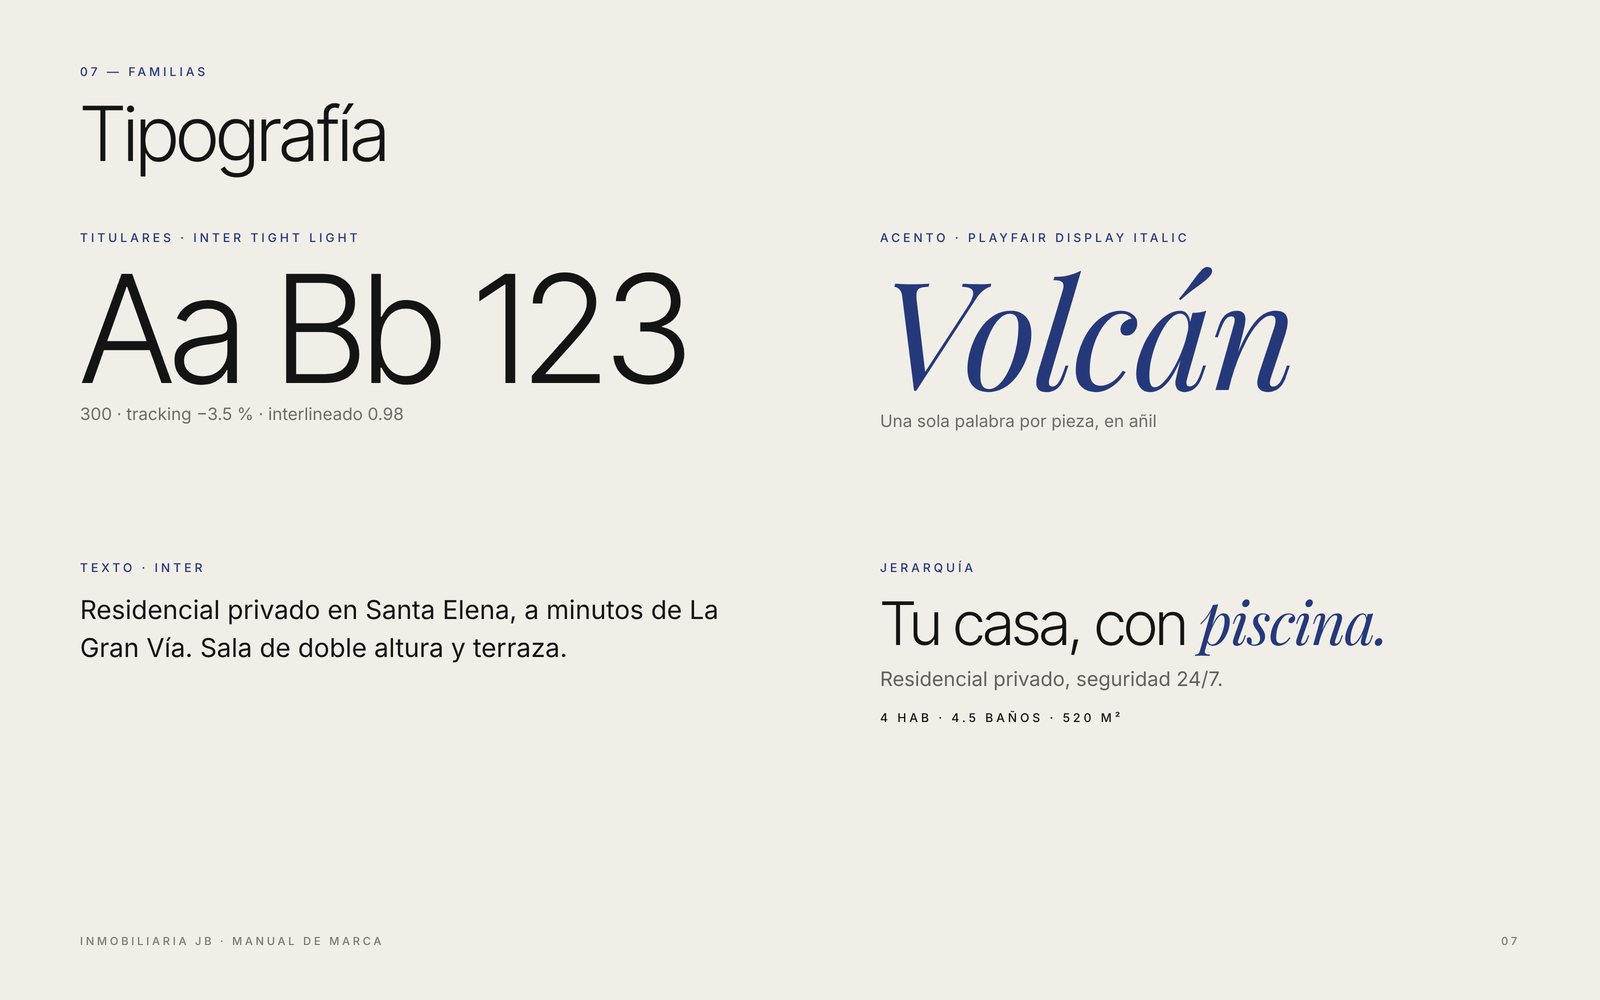 07 — FAMILIAS
Tipografía
TITULARES · INTER TIGHT LIGHT
Aa Bb 123
300 · tracking −3.5 % · interlineado 0.98
ACENTO · PLAYFAIR DISPLAY ITALIC
Volcán
Una sola palabra por pieza, en añil
TEXTO · INTER
Residencial privado en Santa Elena, a minutos de La
Gran Vía. Sala de doble altura y terraza.
JERARQUÍA
Tu casa, con piscina.
Residencial privado, seguridad 24/7.
4 HAB · 4.5 BAÑOS · 520 M²
INMOBILIARIA JB · MANUAL DE MARCA
07